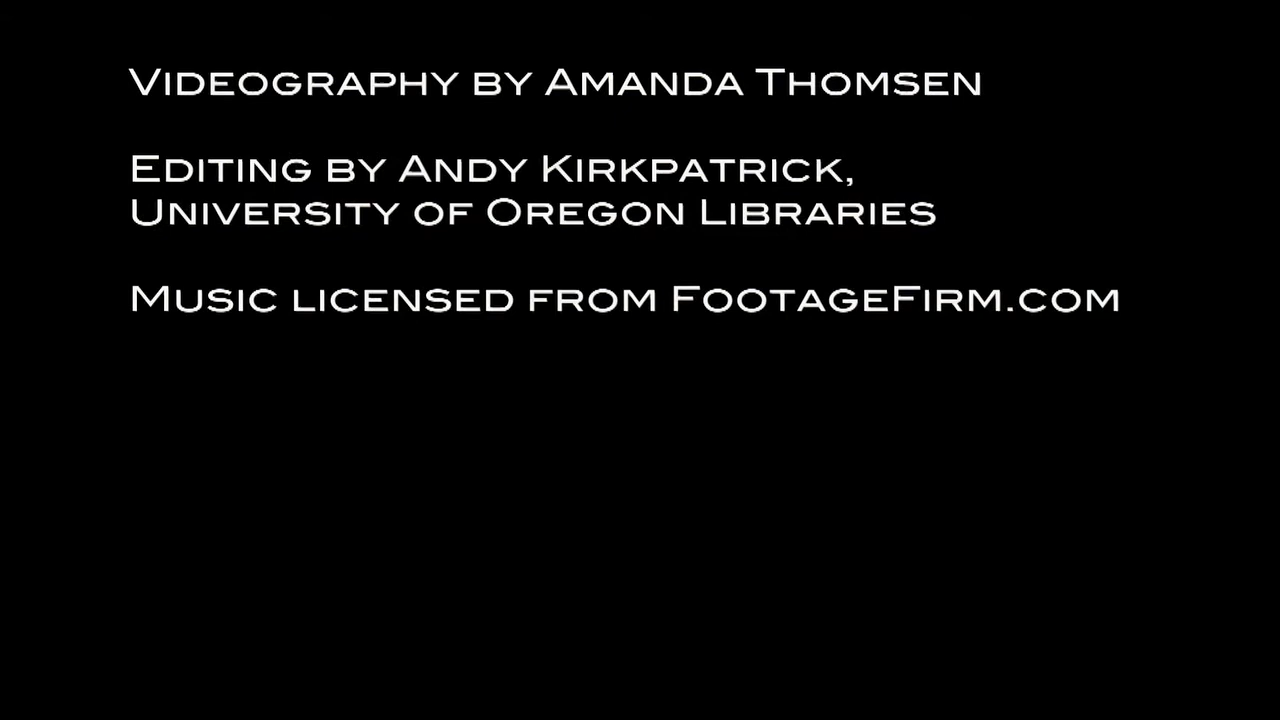 Videography by Amanda Thomsen
Editing by Andy Kirkpatrick,
University of Oregon Libraries
Music licensed from FootageFirm.com